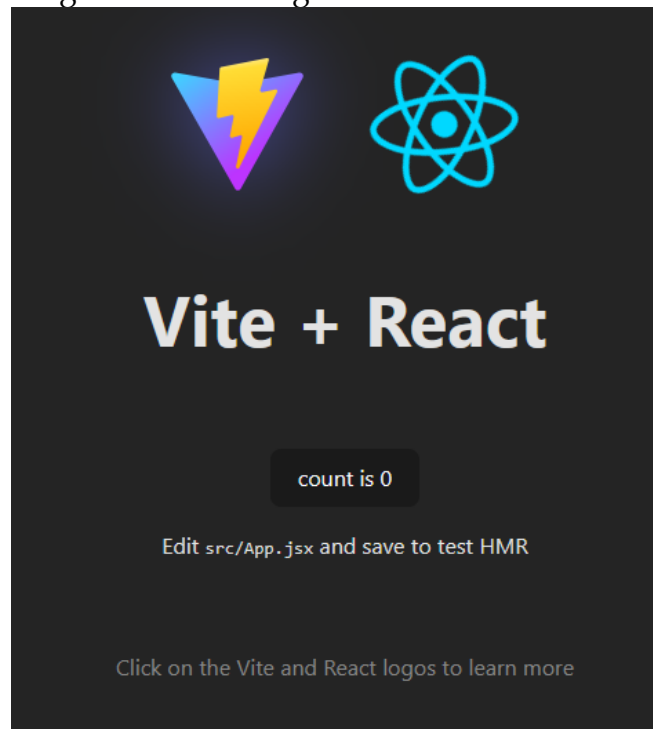 Vite + React
count is 0
Edit src/App.jsx and save to test HMR
Click on the Vite and React logos to learn more